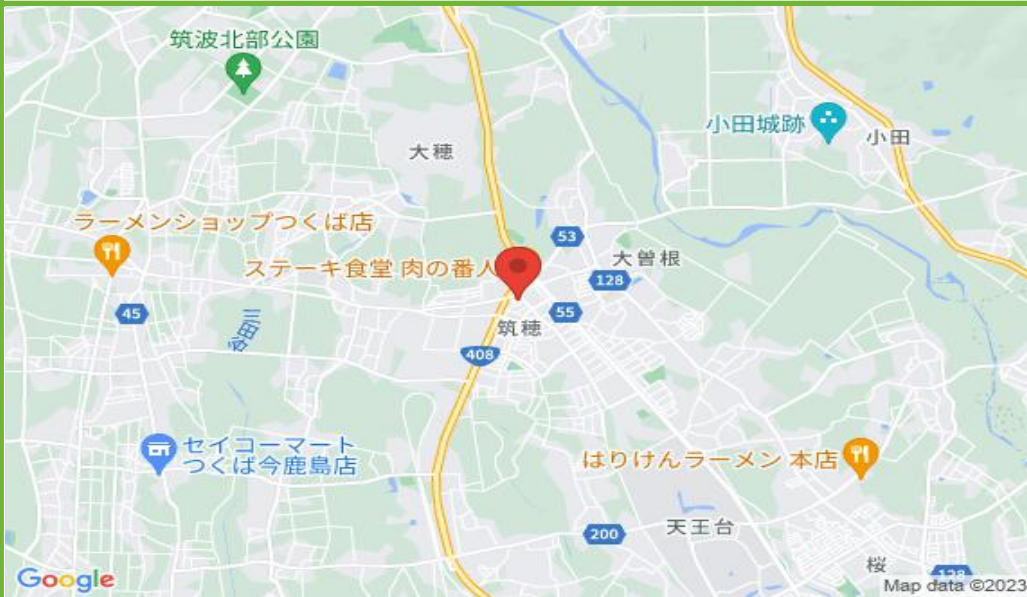 筑波北部公園
大穂
小田城跡
小田
ラーメンショップつくば店
53
大曽根
ステーキ食堂 肉の番人
128
45
55
筑穂
408
セイコーマート
つくば今鹿島店
はりけんラーメン 本店
200
天王台
桜
128
Google
Map data ©2023